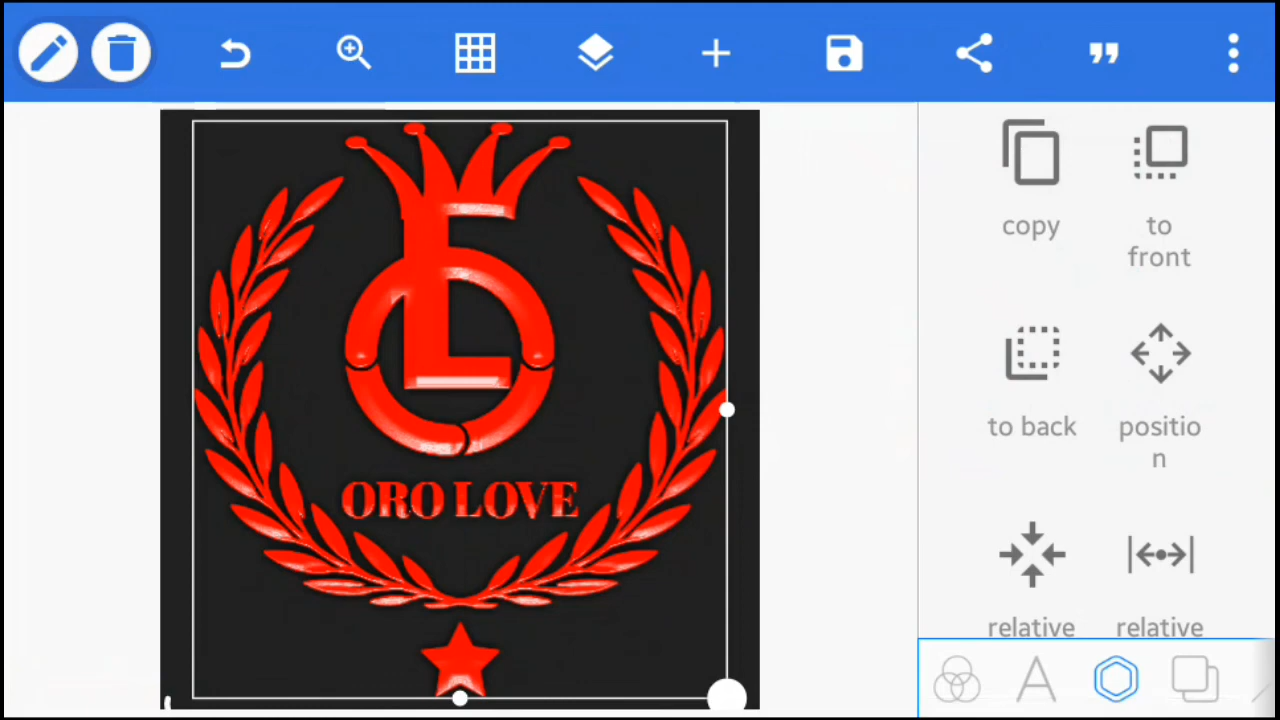 copy
to
front
to back
positio
n
relative
relative
L
ORO LOVE
A